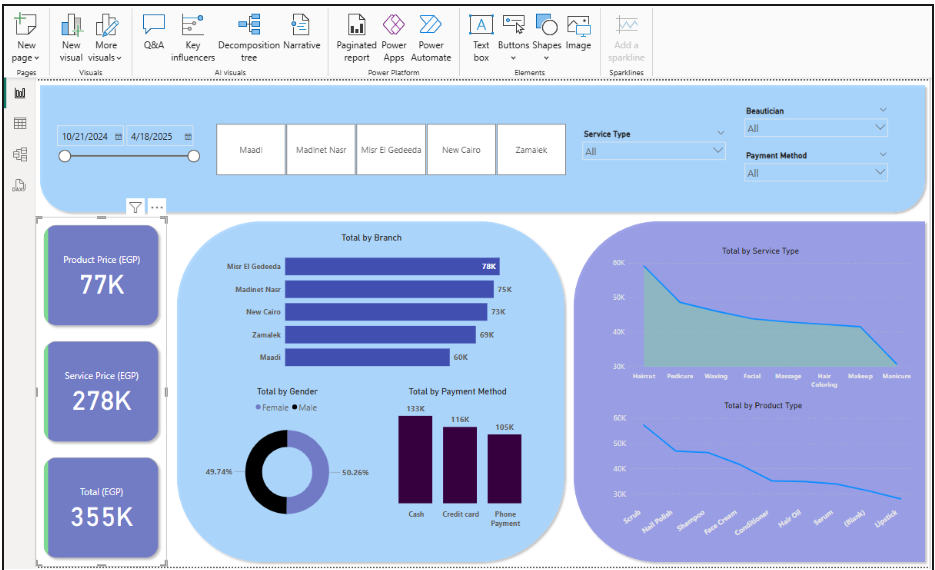 New
page
New
visual
More
visuals
Q&A
Key
influencers
Decomposition
tree
Narrative
Paginated
report
Power
Apps
Power
Automate
Text
box
Buttons
Shapes
Image
Add a
sparkline
Pages
Visuals
AI visuals
Power Platform
Elements
Sparklines
10/21/2024
4/18/2025
Maadi
Madinet Nasr
Misr El Gedeeda
New Cairo
Zamalek
Service Type
All
Beautician
All
Payment Method
All
Product Price (EGP)
77K
Service Price (EGP)
278K
Total (EGP)
355K
Total by Branch
Misr El Gedeeda 78K
Madinet Nasr 75K
New Cairo 73K
Zamalek 69K
Maadi 60K
Total by Gender
Female Male
49.74%
50.26%
Total by Payment Method
133K
116K
105K
Cash
Credit card
Phone
Payment
Total by Service Type
60K
50K
40K
30K
Haircut
Pedicure
Waxing
Facial
Massage
Hair
Coloring
Makeup
Manicure
Total by Product Type
60K
50K
40K
30K
Scrub
Nail Polish
Shampoo
Face Cream
Conditioner
Hair Oil
Serum
(Blank)
Lipstick